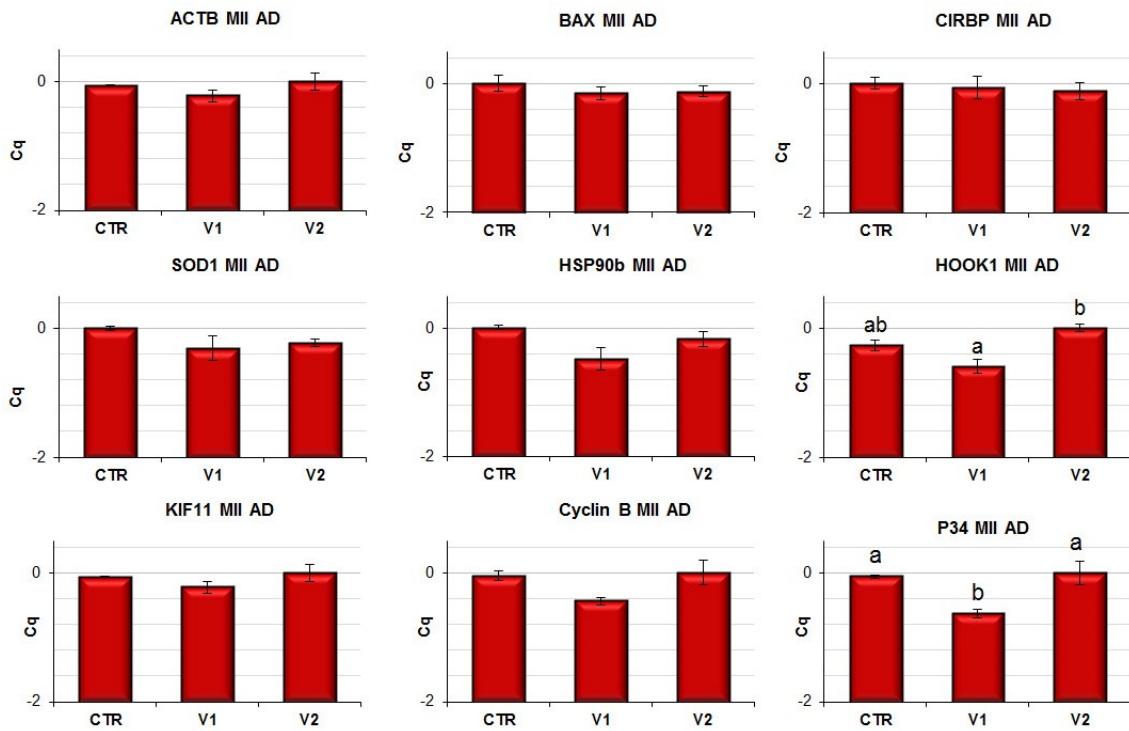 ACTB MII AD
0
Cq
-2
CTR V1 V2
BAX MII AD
0
Cq
-2
CTR V1 V2
CIRBP MII AD
0
Cq
-2
CTR V1 V2
SOD1 MII AD
0
Cq
-2
CTR V1 V2
HSP90b MII AD
0
Cq
-2
CTR V1 V2
HOOK1 MII AD
b
ab
0
a
Cq
-2
CTR V1 V2
KIF11 MII AD
0
Cq
-2
CTR V1 V2
Cyclin B MII AD
0
Cq
-2
CTR V1 V2
P34 MII AD
a a
0
b
Cq
-2
CTR V1 V2